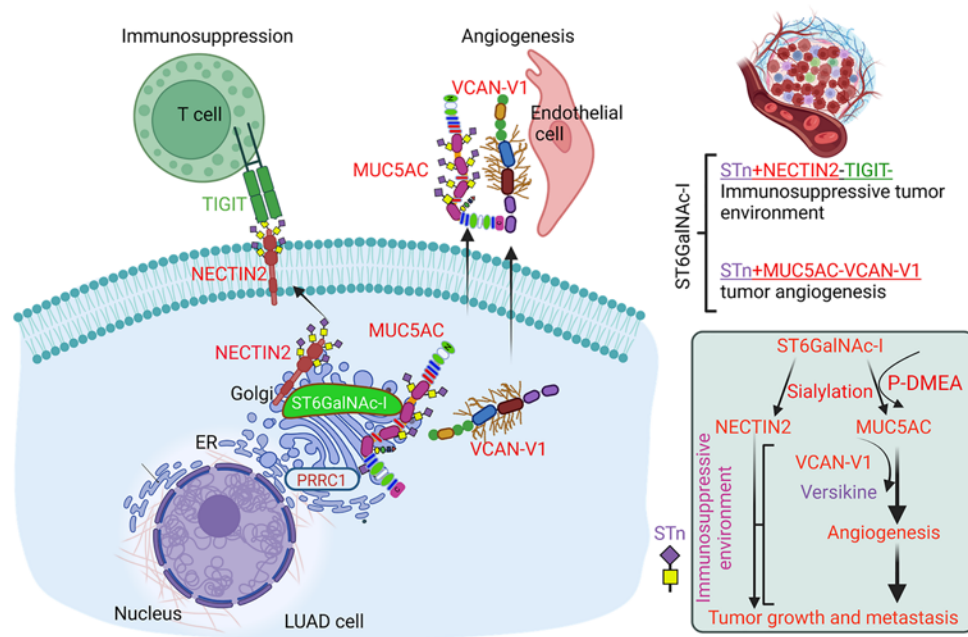 Immunosuppression
T cell
TIGIT
NECTIN2
Angiogenesis
VCAN-V1
Endothelial
cell
MUC5AC
MUC5AC
NECTIN2
Golgi
ST6GalNAc-I
ER
PRRC1
VCAN-V1
Nucleus
LUAD cell
ST6GalNAc-I
STn+NECTIN2-TIGIT-
Immunosuppressive tumor
environment
STn+MUC5AC-VCAN-V1
tumor angiogenesis
ST6GalNAc-I
Sialylation
P-DMEA
NECTIN2
MUC5AC
VCAN-V1
Versikine
Immunosuppressive
environment
Angiogenesis
Tumor growth and metastasis
STn